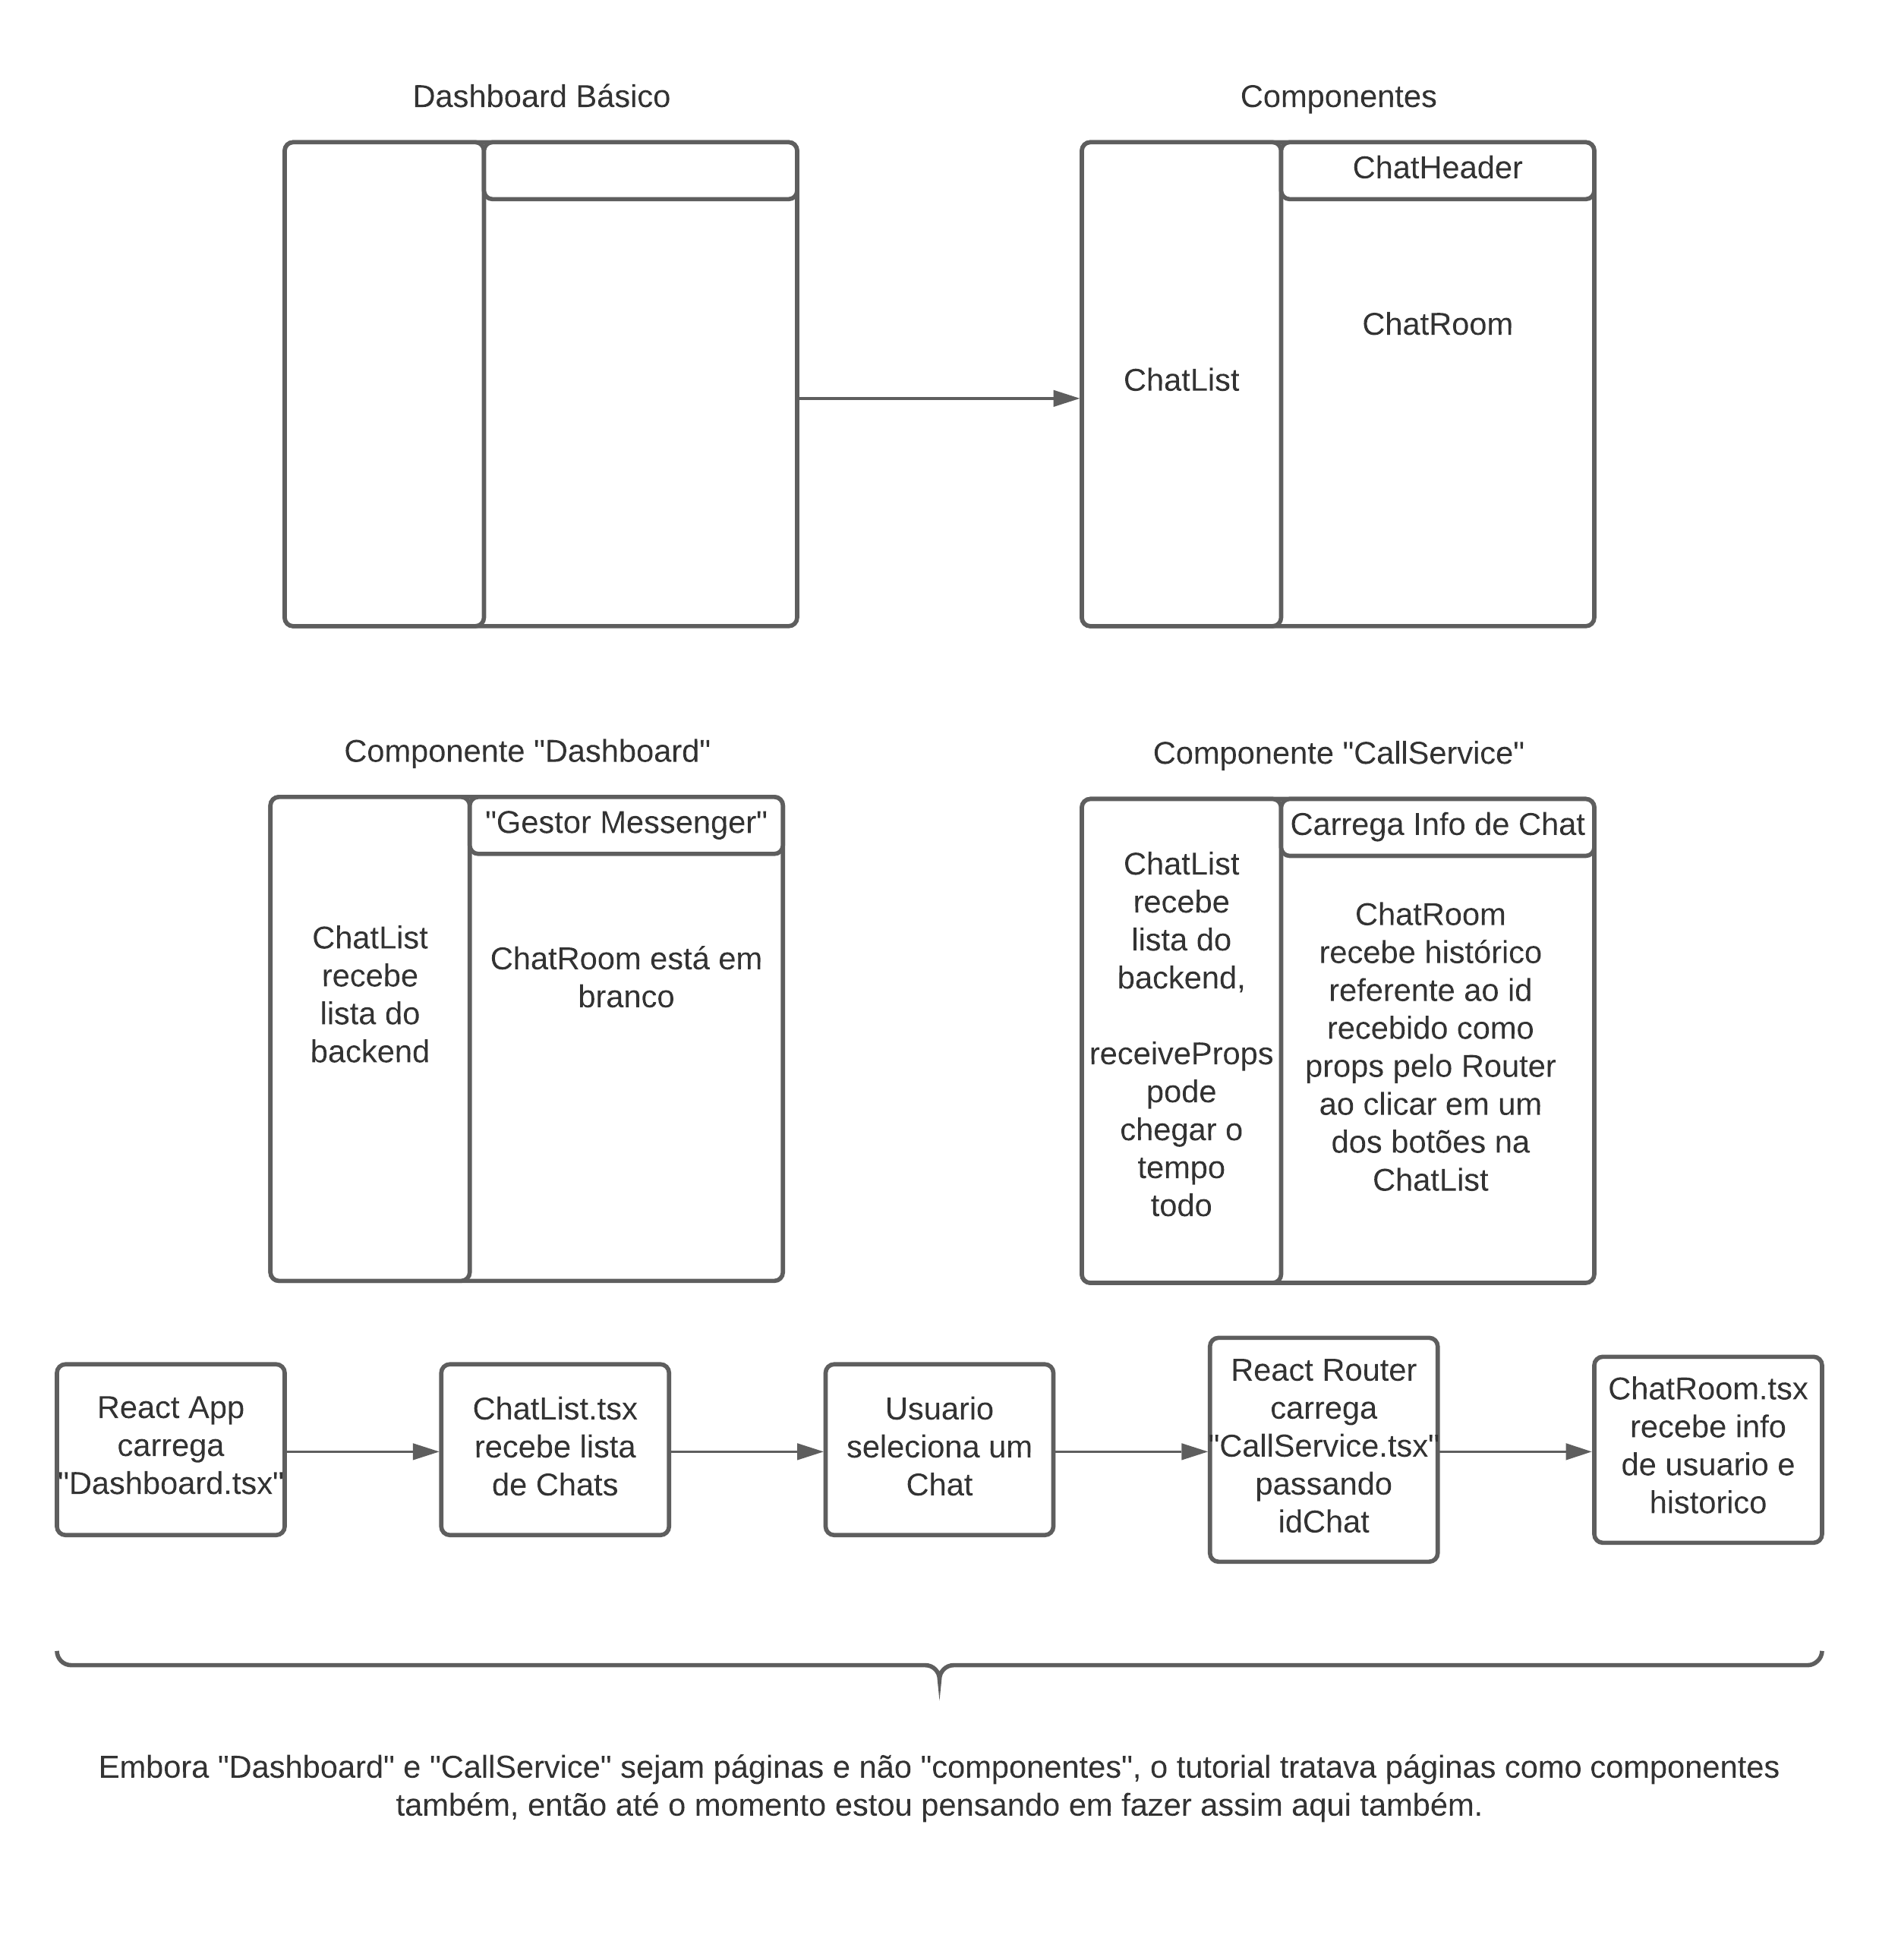 Dashboard Básico
Componentes
ChatHeader
ChatRoom
ChatList
Componente "Dashboard"
"Gestor Messenger"
ChatList
recebe
lista do
backend
ChatRoom está em
branco
Componente "CallService"
Carrega Info de Chat
ChatList
recebe
lista do
backend,
receiveProps
pode
chegar o
tempo
todo
ChatRoom
recebe histórico
referente ao id
recebido como
props pelo Router
ao clicar em um
dos botões na
ChatList
React App
carrega
"Dashboard.tsx"
ChatList.tsx
recebe lista
de Chats
Usuario
seleciona um
Chat
React Router
carrega
"CallService.tsx"
passando
idChat
ChatRoom.tsx
recebe info
de usuario e
historico
Embora "Dashboard" e "CallService" sejam páginas e não "componentes", o tutorial tratava páginas como componentes
também, então até o momento estou pensando em fazer assim aqui também.